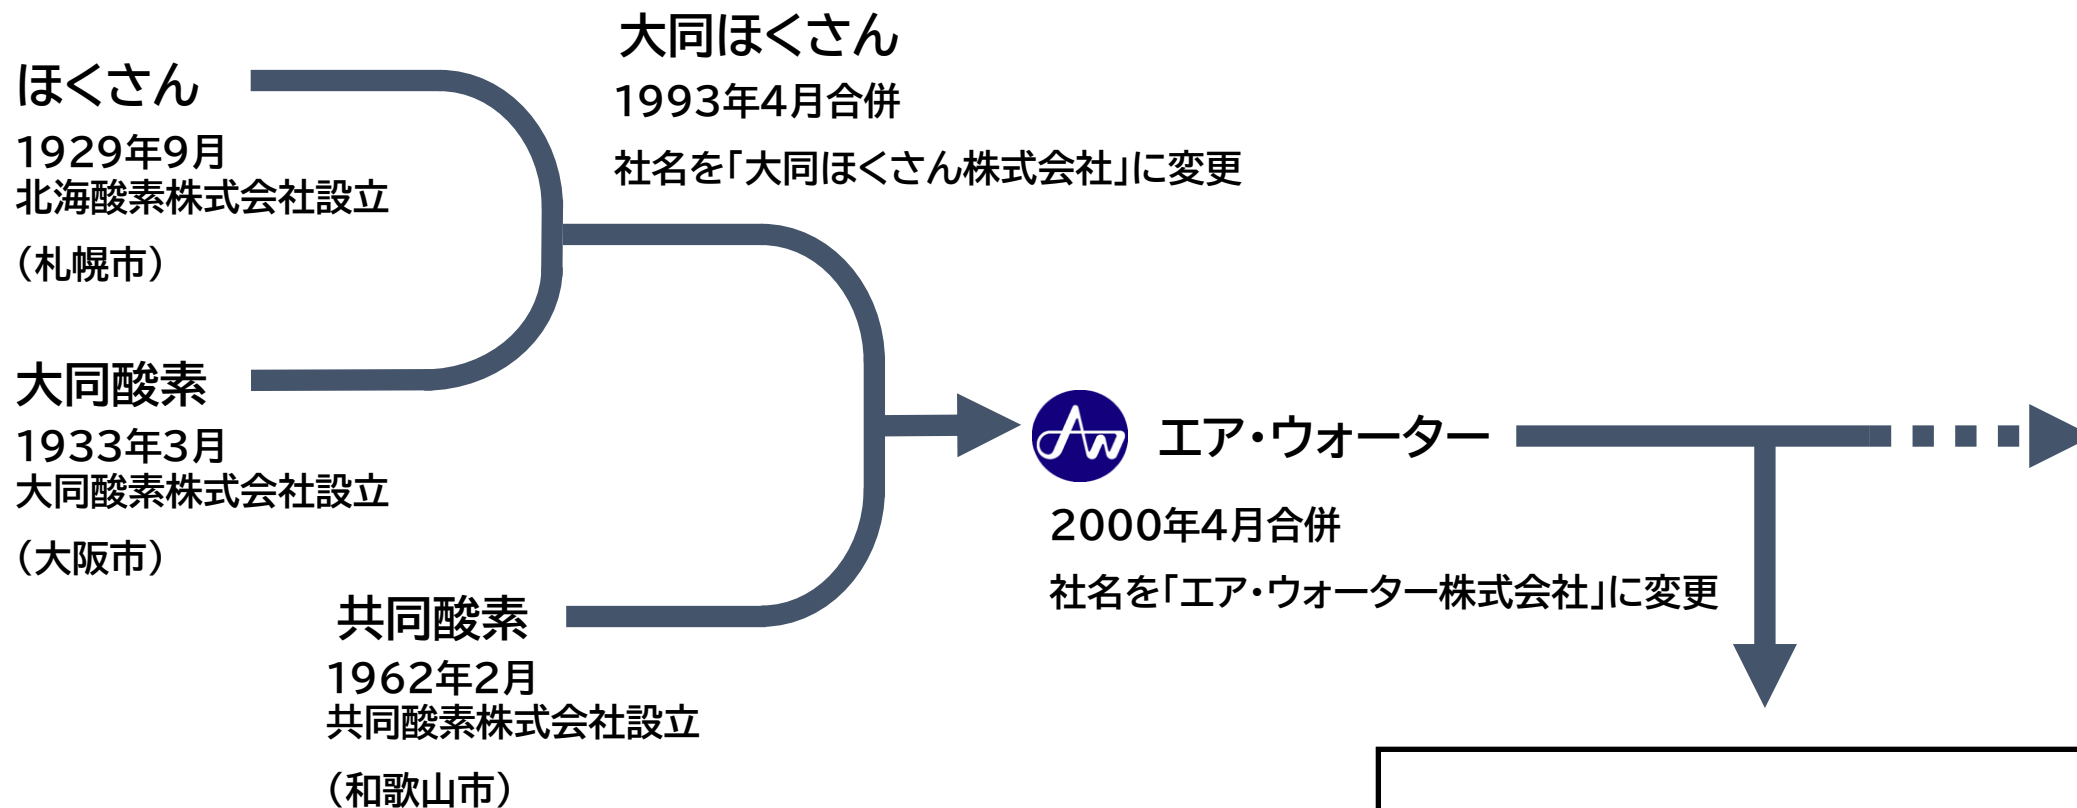 大同ほくさん
1993年4月合併
社名を「大同ほくさん株式会社」に変更
ほくさん
1929年9月
北海酸素株式会社設立
（札幌市）
大同酸素
1933年3月
大同酸素株式会社設立
（大阪市）
共同酸素
1962年2月
共同酸素株式会社設立
（和歌山市）
AW
エア・ウォーター
2000年4月合併
社名を「エア・ウォーター株式会社」に変更